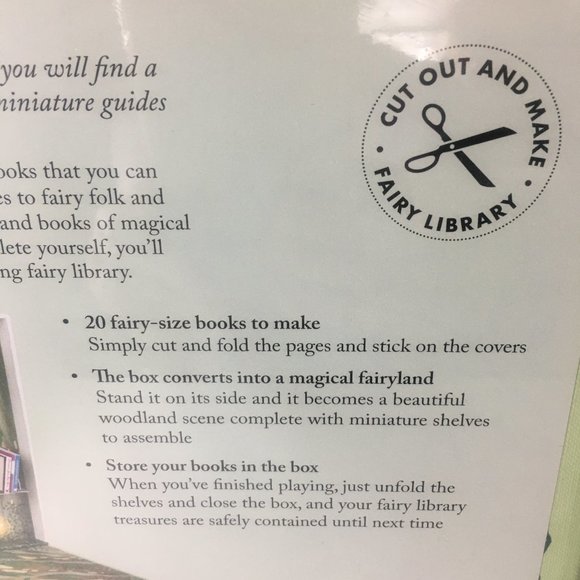 you will find a
miniature guides
CUT OUT AND MAKE
• FAIRY LIBRARY •
ooks that you can
es to fairy folk and
and books of magical
lete yourself, you'll
ng fairy library.
• 20 fairy-size books to make
Simply cut and fold the pages and stick on the covers
• The box converts into a magical fairyland
Stand it on its side and it becomes a beautiful
woodland scene complete with miniature shelves
to assemble
• Store your books in the box
When you've finished playing, just unfold the
shelves and close the box, and your fairy library
treasures are safely contained until next time